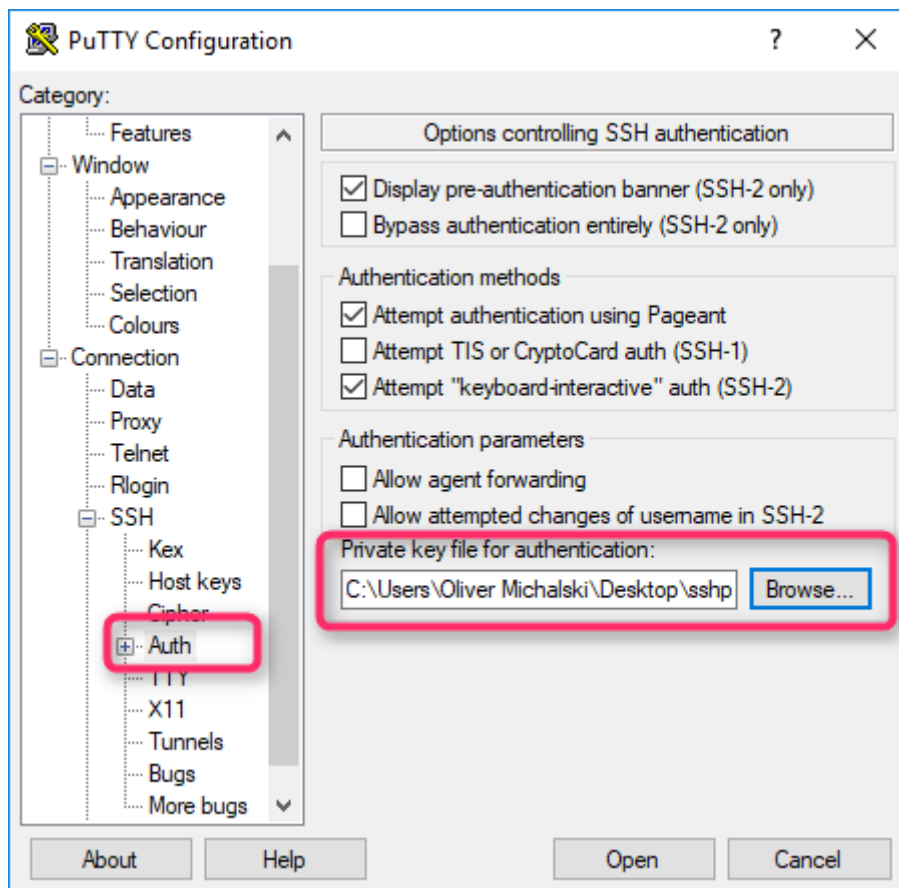 PuTTY Configuration
?
Category:
Features
Window
Appearance
Behaviour
Translation
Selection
Colours
Connection
Data
Proxy
Telnet
Rlogin
SSH
Kex
Host keys
Cipher
Auth
TTY
X11
Tunnels
Bugs
More bugs
Options controlling SSH authentication
Display pre-authentication banner (SSH-2 only)
Bypass authentication entirely (SSH-2 only)
Authentication methods
Attempt authentication using Pageant
Attempt TIS or CryptoCard auth (SSH-1)
Attempt "keyboard-interactive" auth (SSH-2)
Authentication parameters
Allow agent forwarding
Allow attempted changes of username in SSH-2
Private key file for authentication:
C:\Users\Oliver Michalski\Desktop\sshp
Browse...
About
Help
Open
Cancel